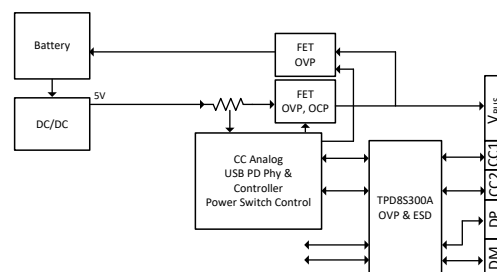 Battery
FET
OVP
5V
FET
OVP, OCP
DC/DC
VBUS
CC Analog
USB PD Phy &
Controller
Power Switch Control
TPD8S300A
OVP & ESD
CC1
CC2
DP
DM